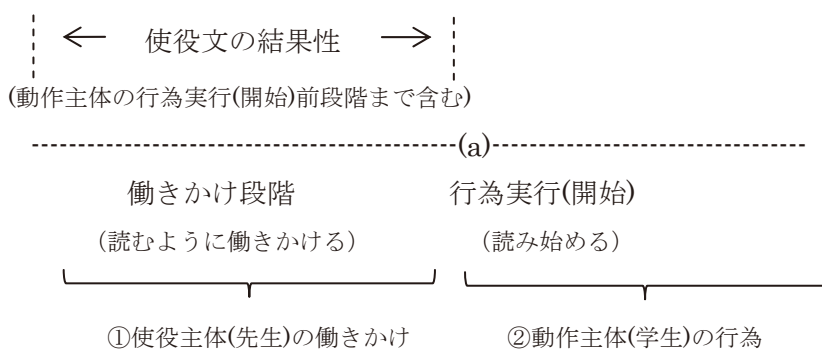 使役文の結果性
(動作主体の行為実行(開始)前段階まで含む)
(a)
働きかけ段階 行為実行(開始)
(読むように働きかける) (読み始める)
①使役主体(先生)の働きかけ ②動作主体(学生)の行為